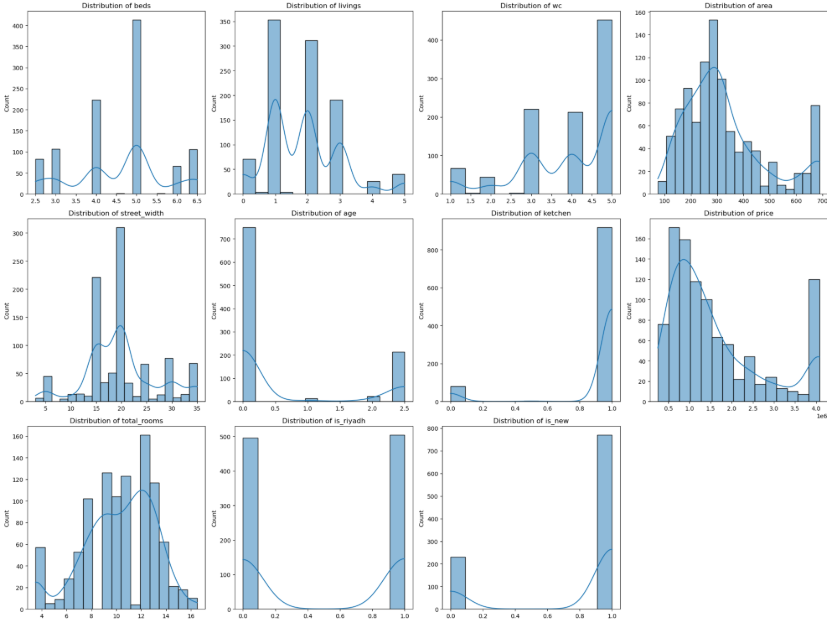 Distribution of beds
Count
400
350
300
250
200
150
100
50
0
2.5 3.0 3.5 4.0 4.5 5.0 5.5 6.0 6.5
Distribution of livings
Count
350
300
250
200
150
100
50
0
0 1 2 3 4 5
Distribution of wc
Count
400
300
200
100
0
1.0 1.5 2.0 2.5 3.0 3.5 4.0 4.5 5.0
Distribution of area
Count
160
140
120
100
80
60
40
20
0
100 200 300 400 500 600 700
Distribution of street_width
Count
300
250
200
150
100
50
0
5 10 15 20 25 30 35
Distribution of age
Count
700
600
500
400
300
200
100
0
0.0 0.5 1.0 1.5 2.0 2.5
Distribution of ketchen
Count
800
600
400
200
0
0.0 0.2 0.4 0.6 0.8 1.0
Distribution of price
Count
160
140
120
100
80
60
40
20
0
0.5 1.0 1.5 2.0 2.5 3.0 3.5 4.0
1e6
Distribution of total_rooms
Count
160
140
120
100
80
60
40
20
0
4 6 8 10 12 14 16
Distribution of is_riyadh
Count
500
400
300
200
100
0
0.0 0.2 0.4 0.6 0.8 1.0
Distribution of is_new
Count
800
700
600
500
400
300
200
100
0
0.0 0.2 0.4 0.6 0.8 1.0